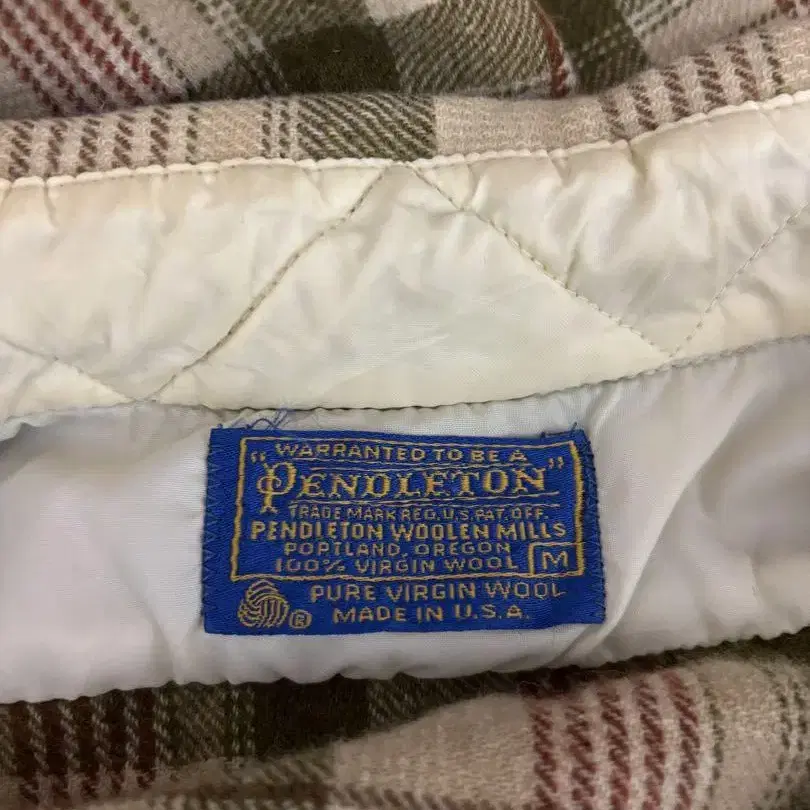 WARRANTED TO BE A
"PENDLETON"
TRADE MARK REG. U.S. PAT. OFF.
PENDLETON WOOLEN MILLS
PORTLAND, OREGON
100% VIRGIN WOOL M
PURE VIRGIN WOOL
® MADE IN U.S.A.